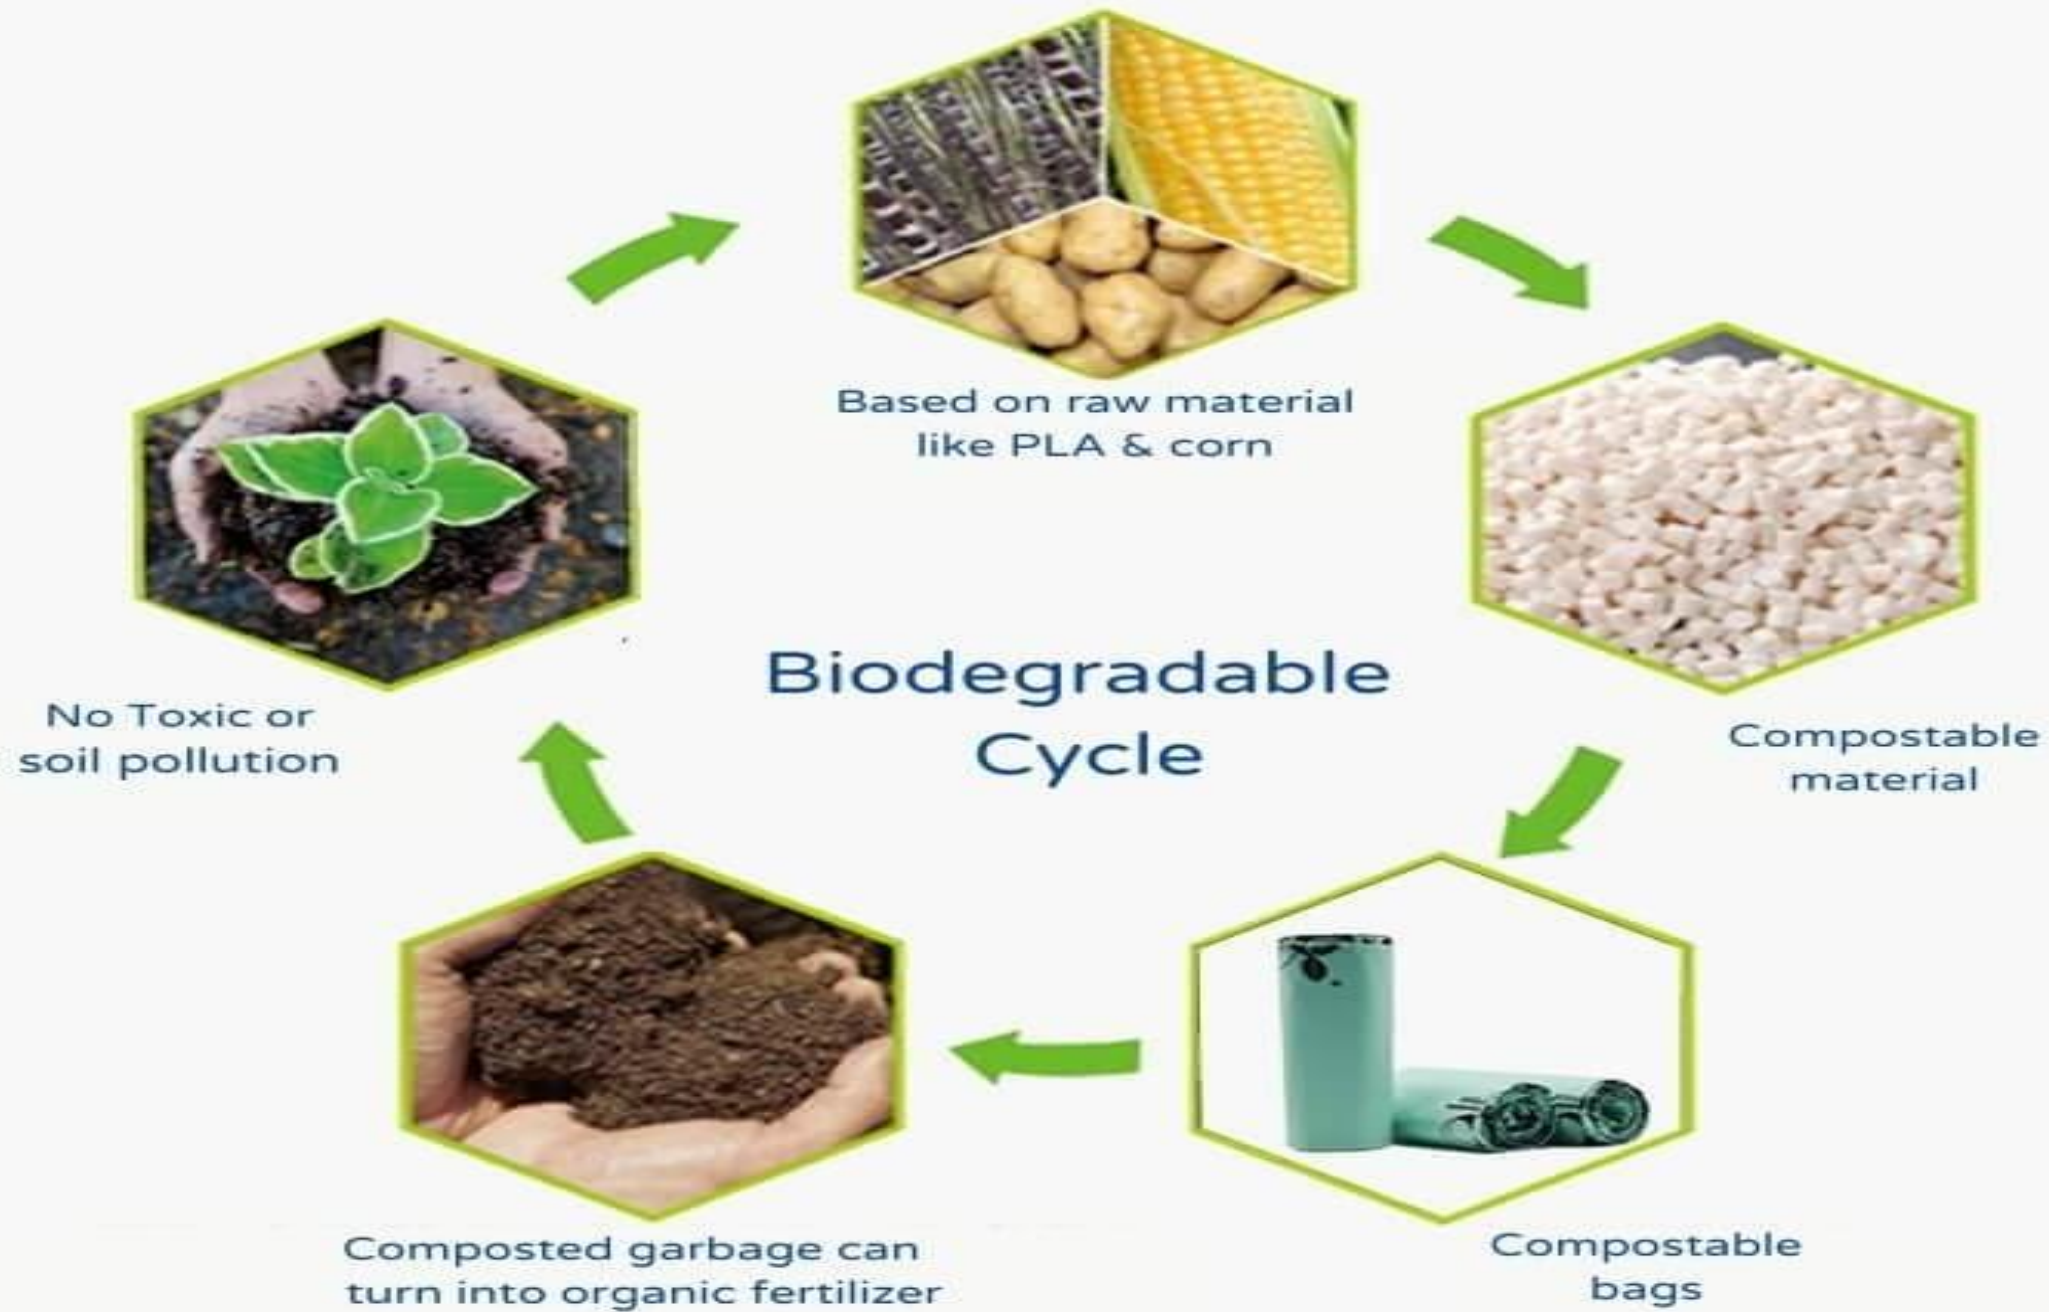 Based on raw material
like PLA & corn
Compostable
material
Compostable
bags
Composted garbage can
turn into organic fertilizer
No Toxic or
soil pollution
Biodegradable
Cycle